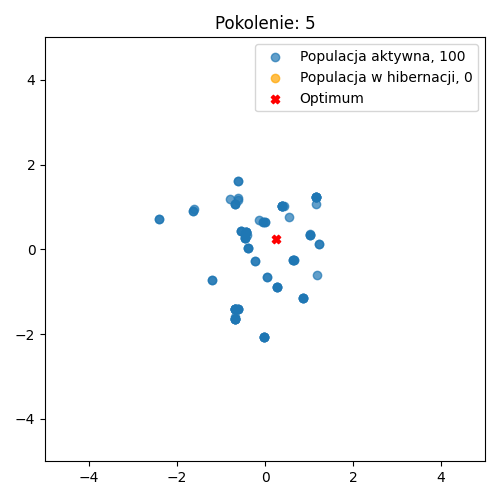 Pokolenie: 5
Populacja aktywna, 100
Populacja w hibernacji, 0
Optimum
4
2
0
−2
−4
−4 −2 0 2 4